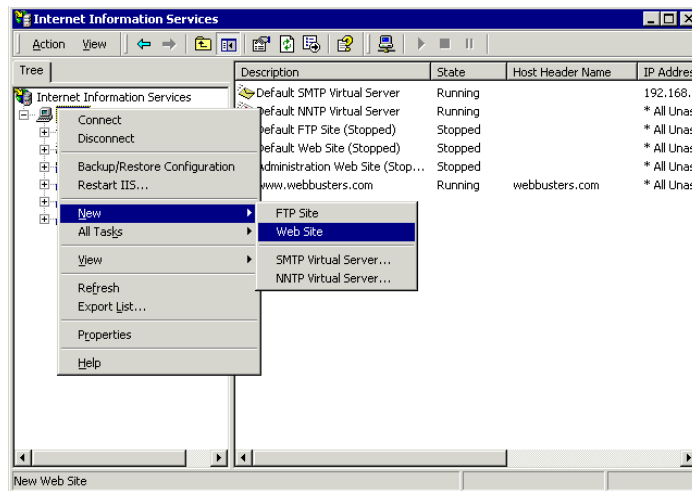 Internet Information Services
Action View
Tree
Description State Host Header Name IP Addres
Internet Information Services
Default SMTP Virtual Server Running 192.168.
Default NNTP Virtual Server Running * All Unas
Default FTP Site (Stopped) Stopped * All Unas
Default Web Site (Stopped) Stopped * All Unas
Administration Web Site (Stop... Stopped * All Unas
www.webbusters.com Running webbusters.com * All Unas
Connect
Disconnect
Backup/Restore Configuration
Restart IIS...
New
All Tasks
View
Refresh
Export List...
Properties
Help
FTP Site
Web Site
SMTP Virtual Server...
NNTP Virtual Server...
New Web Site